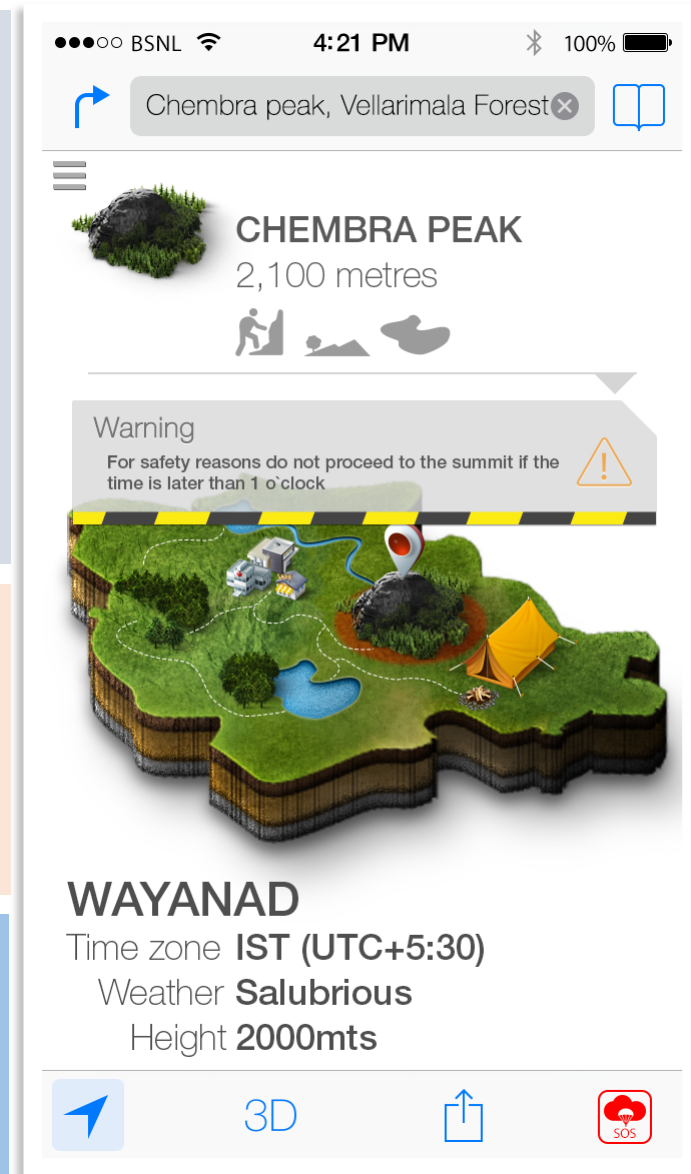 BSNL 4:21 PM 100%
Chembra peak, Vellarimala Forest
CHEMBRA PEAK
2,100 metres
Warning
For safety reasons do not proceed to the summit if the
time is later than 1 o`clock
WAYANAD
Time zone IST (UTC+5:30)
Weather Salubrious
Height 2000mts
3D
SOS